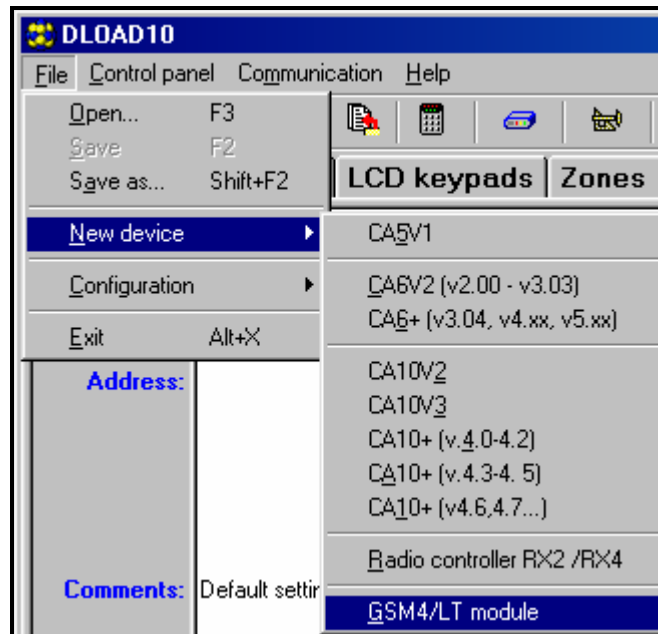 DLOAD10
File Control panel Communication Help
Open... F3
Save F2
Save as... Shift+F2
LCD keypads Zones
New device
CA5V1
Configuration
CA6V2 (v2.00 - v3.03)
CA6+ (v3.04, v4.xx, v5.xx)
Exit Alt+X
CA10V2
Address:
CA10V3
CA10+ (v.4.0-4.2)
CA10+ (v.4.3-4. 5)
CA10+ (v4.6,4.7...)
Radio controller RX2 /RX4
Comments: Default settin
GSM4/LT module